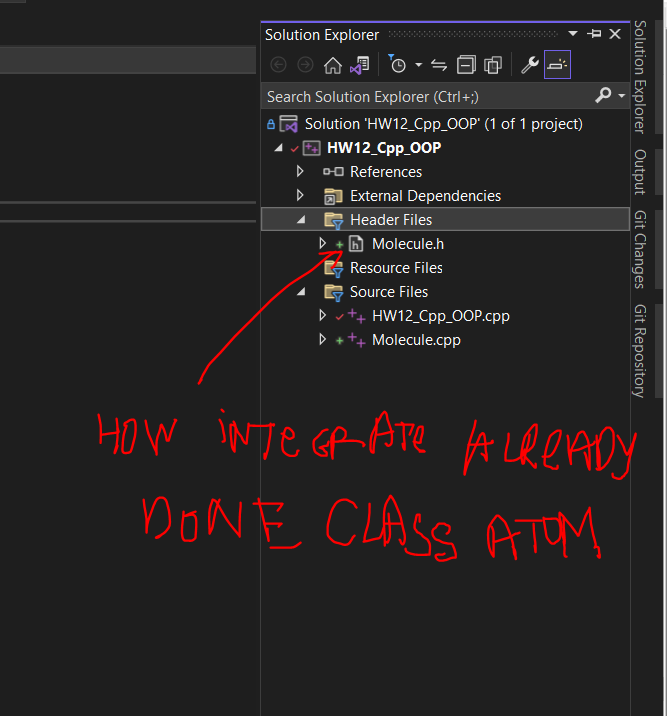 Solution Explorer
Search Solution Explorer (Ctrl+;)
Solution 'HW12_Cpp_OOP' (1 of 1 project)
HW12_Cpp_OOP
References
External Dependencies
Header Files
Molecule.h
Resource Files
Source Files
HW12_Cpp_OOP.cpp
Molecule.cpp
HOW INTEGRATE ALREADY
DONE CLASS ATOM
Solution Explorer
Output
Git Changes
Git Repository